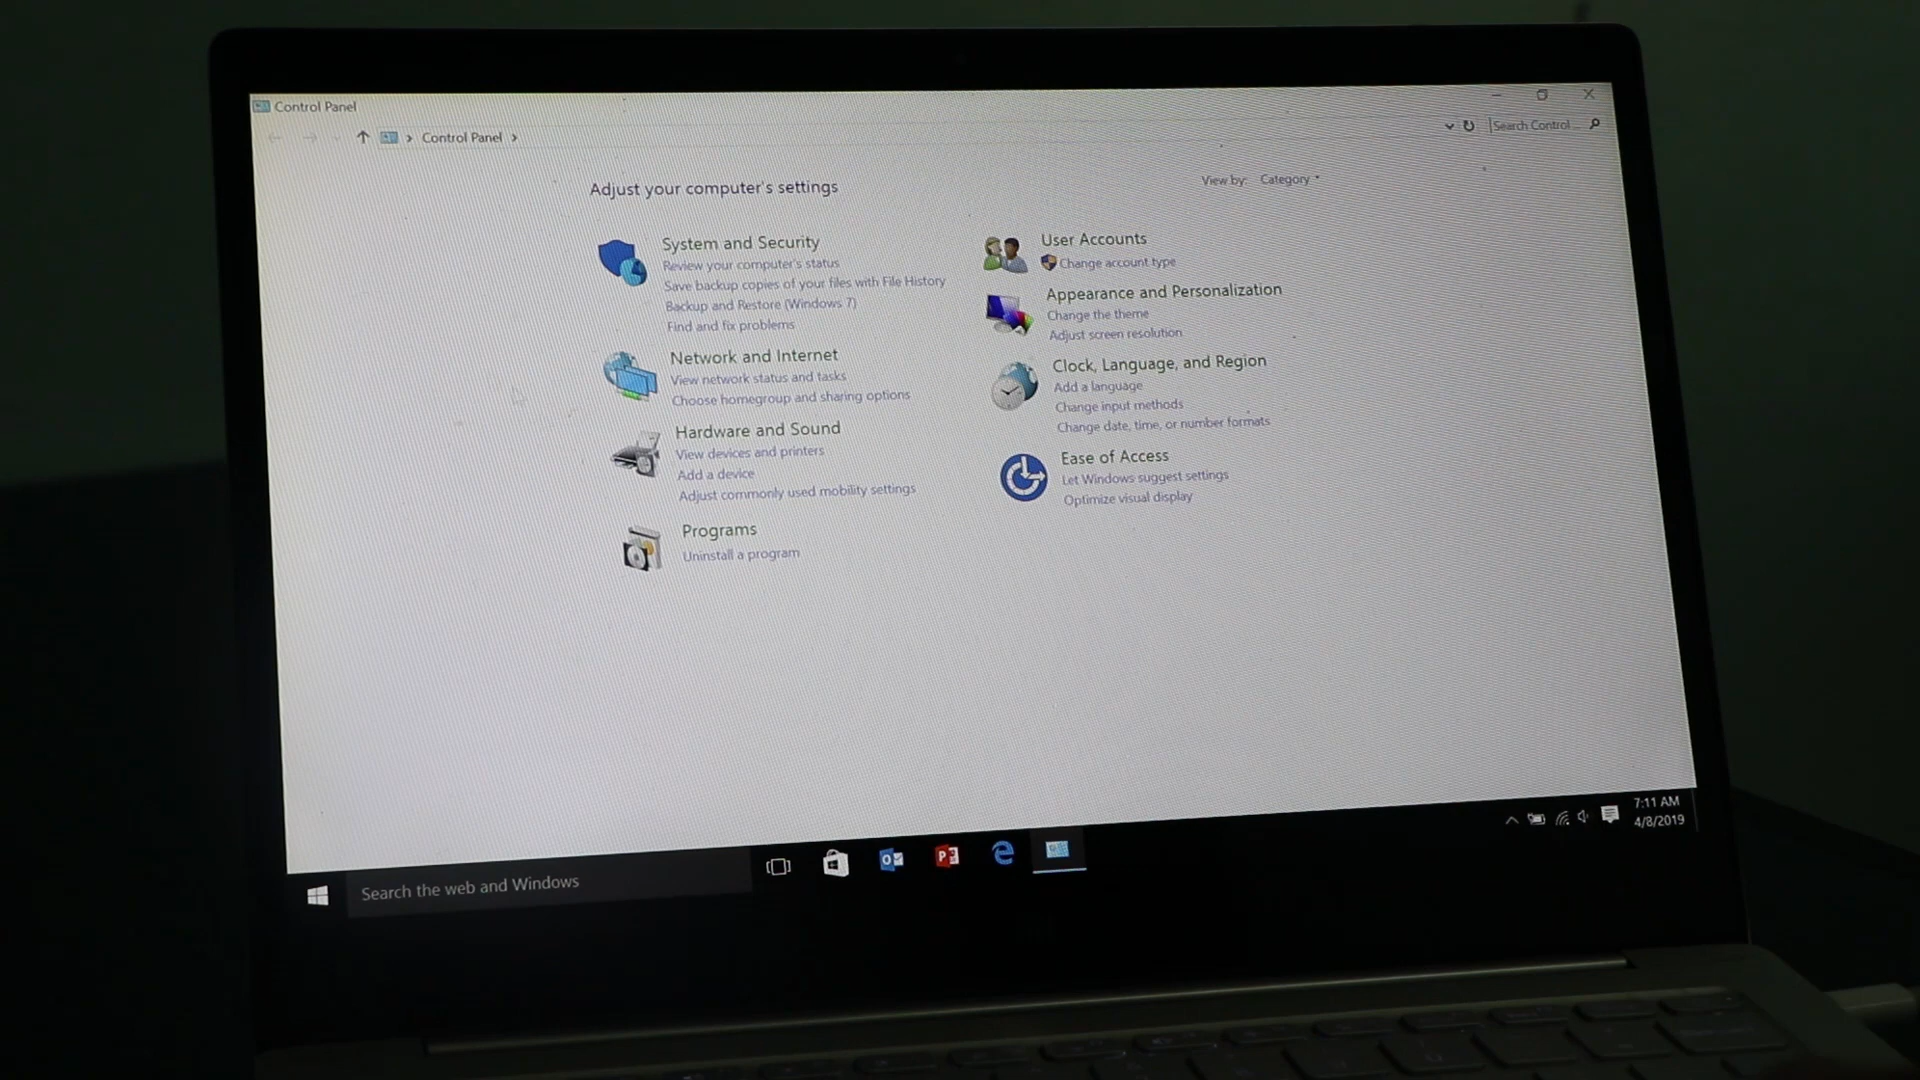 Control Panel
Control Panel
Search Control...
Adjust your computer's settings
View by: Category
System and Security
Review your computer's status
Save backup copies of your files with File History
Backup and Restore (Windows 7)
Find and fix problems
Network and Internet
View network status and tasks
Choose homegroup and sharing options
Hardware and Sound
View devices and printers
Add a device
Adjust commonly used mobility settings
Programs
Uninstall a program
User Accounts
Change account type
Appearance and Personalization
Change the theme
Adjust screen resolution
Clock, Language, and Region
Add a language
Change input methods
Change date, time, or number formats
Ease of Access
Let Windows suggest settings
Optimize visual display
Search the web and Windows
7:11 AM
4/8/2019